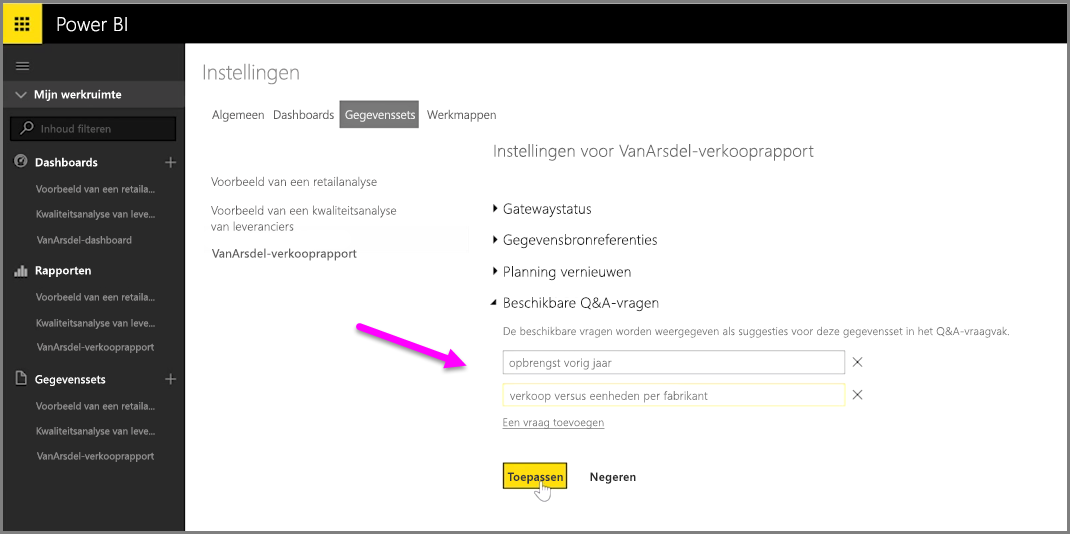 Power BI
Mijn werkruimte
Inhoud filteren
Dashboards
Voorbeeld van een retaila...
Kwaliteitsanalyse van leve...
VanArsdel-dashboard
Rapporten
Voorbeeld van een retaila...
Kwaliteitsanalyse van leve...
VanArsdel-verkooprapport
Gegevenssets
Voorbeeld van een retaila...
Kwaliteitsanalyse van leve...
VanArsdel-verkooprapport
Instellingen
Algemeen Dashboards Gegevenssets Werkmappen
Voorbeeld van een retailanalyse
Voorbeeld van een kwaliteitsanalyse
van leveranciers
VanArsdel-verkooprapport
Instellingen voor VanArsdel-verkooprapport
Gatewaystatus
Gegevensbronreferenties
Planning vernieuwen
Beschikbare Q&A-vragen
De beschikbare vragen worden weergegeven als suggesties voor deze gegevensset in het Q&A-vraagvak.
opbrengst vorig jaar
verkoop versus eenheden per fabrikant
Een vraag toevoegen
Toepassen Negeren